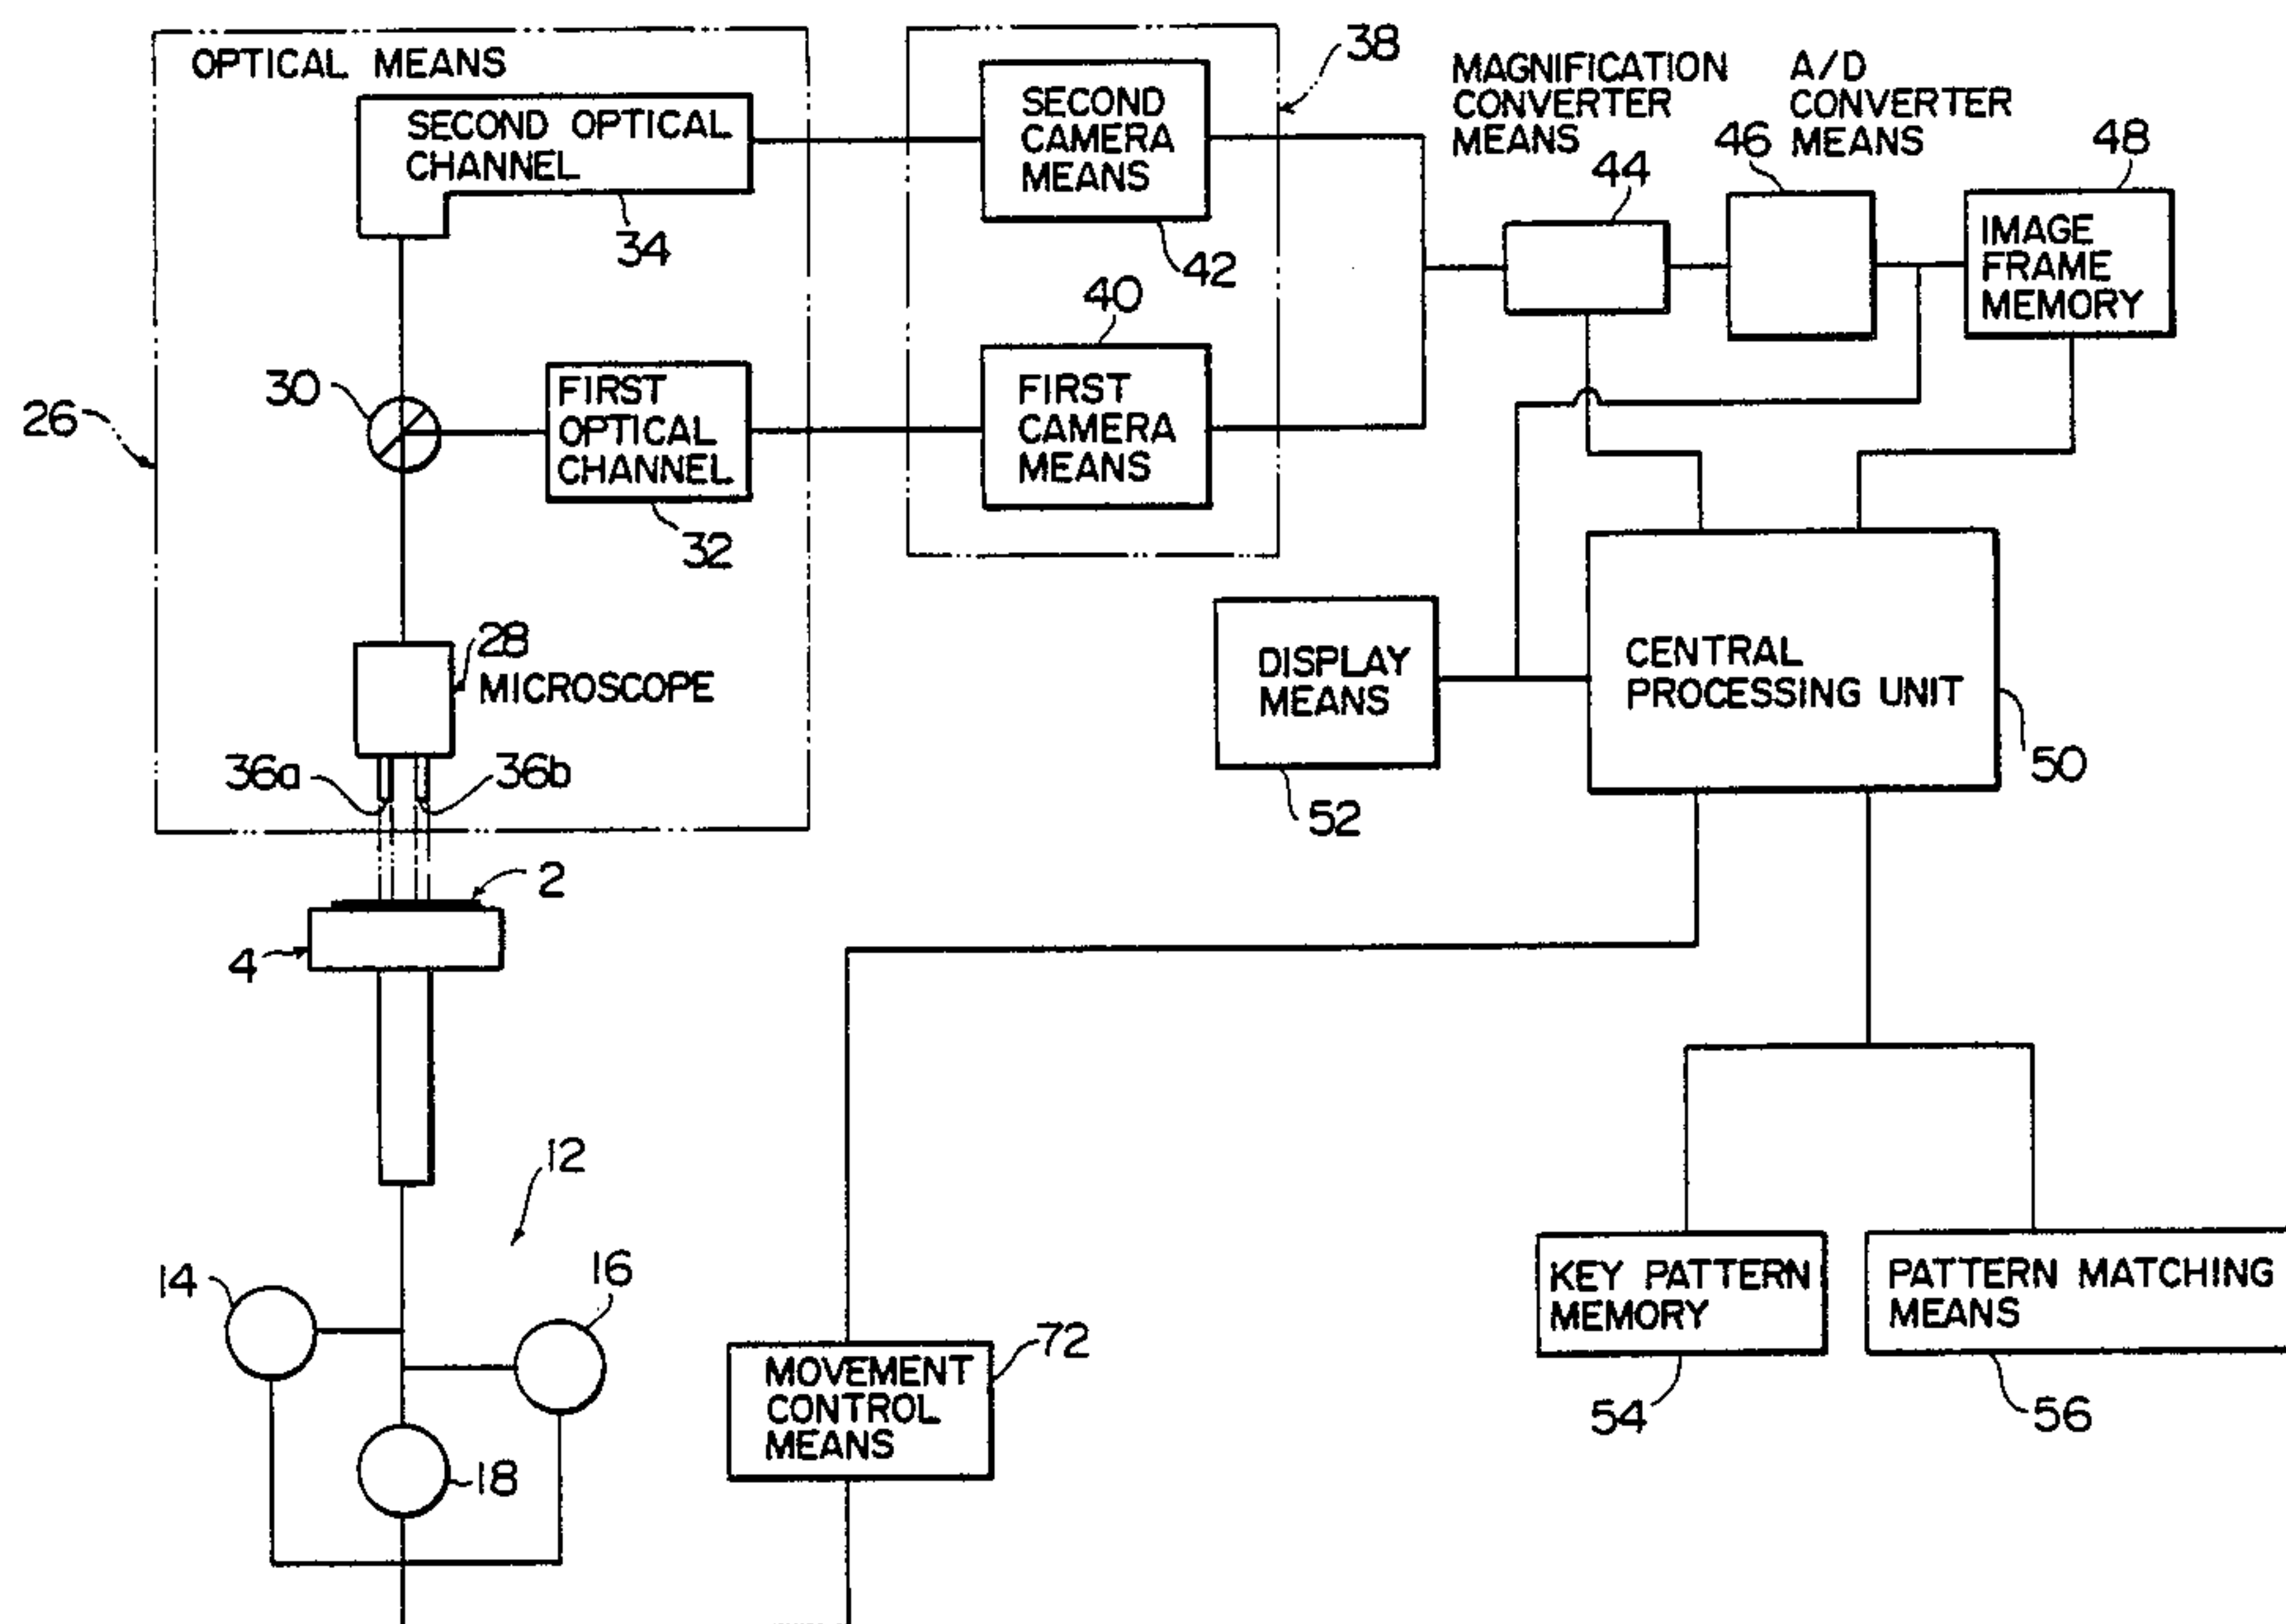 OPTICAL MEANS
SECOND OPTICAL
CHANNEL
34
30
26
FIRST
OPTICAL
CHANNEL
32
28
MICROSCOPE
36a
36b
2
4
12
14
16
18
38
SECOND
CAMERA
MEANS
42
40
FIRST
CAMERA
MEANS
MAGNIFICATION
CONVERTER
MEANS
44
A/D
CONVERTER
MEANS
46
48
IMAGE
FRAME
MEMORY
DISPLAY
MEANS
52
CENTRAL
PROCESSING UNIT
50
MOVEMENT
CONTROL
MEANS
72
KEY PATTERN
MEMORY
54
PATTERN MATCHING
MEANS
56